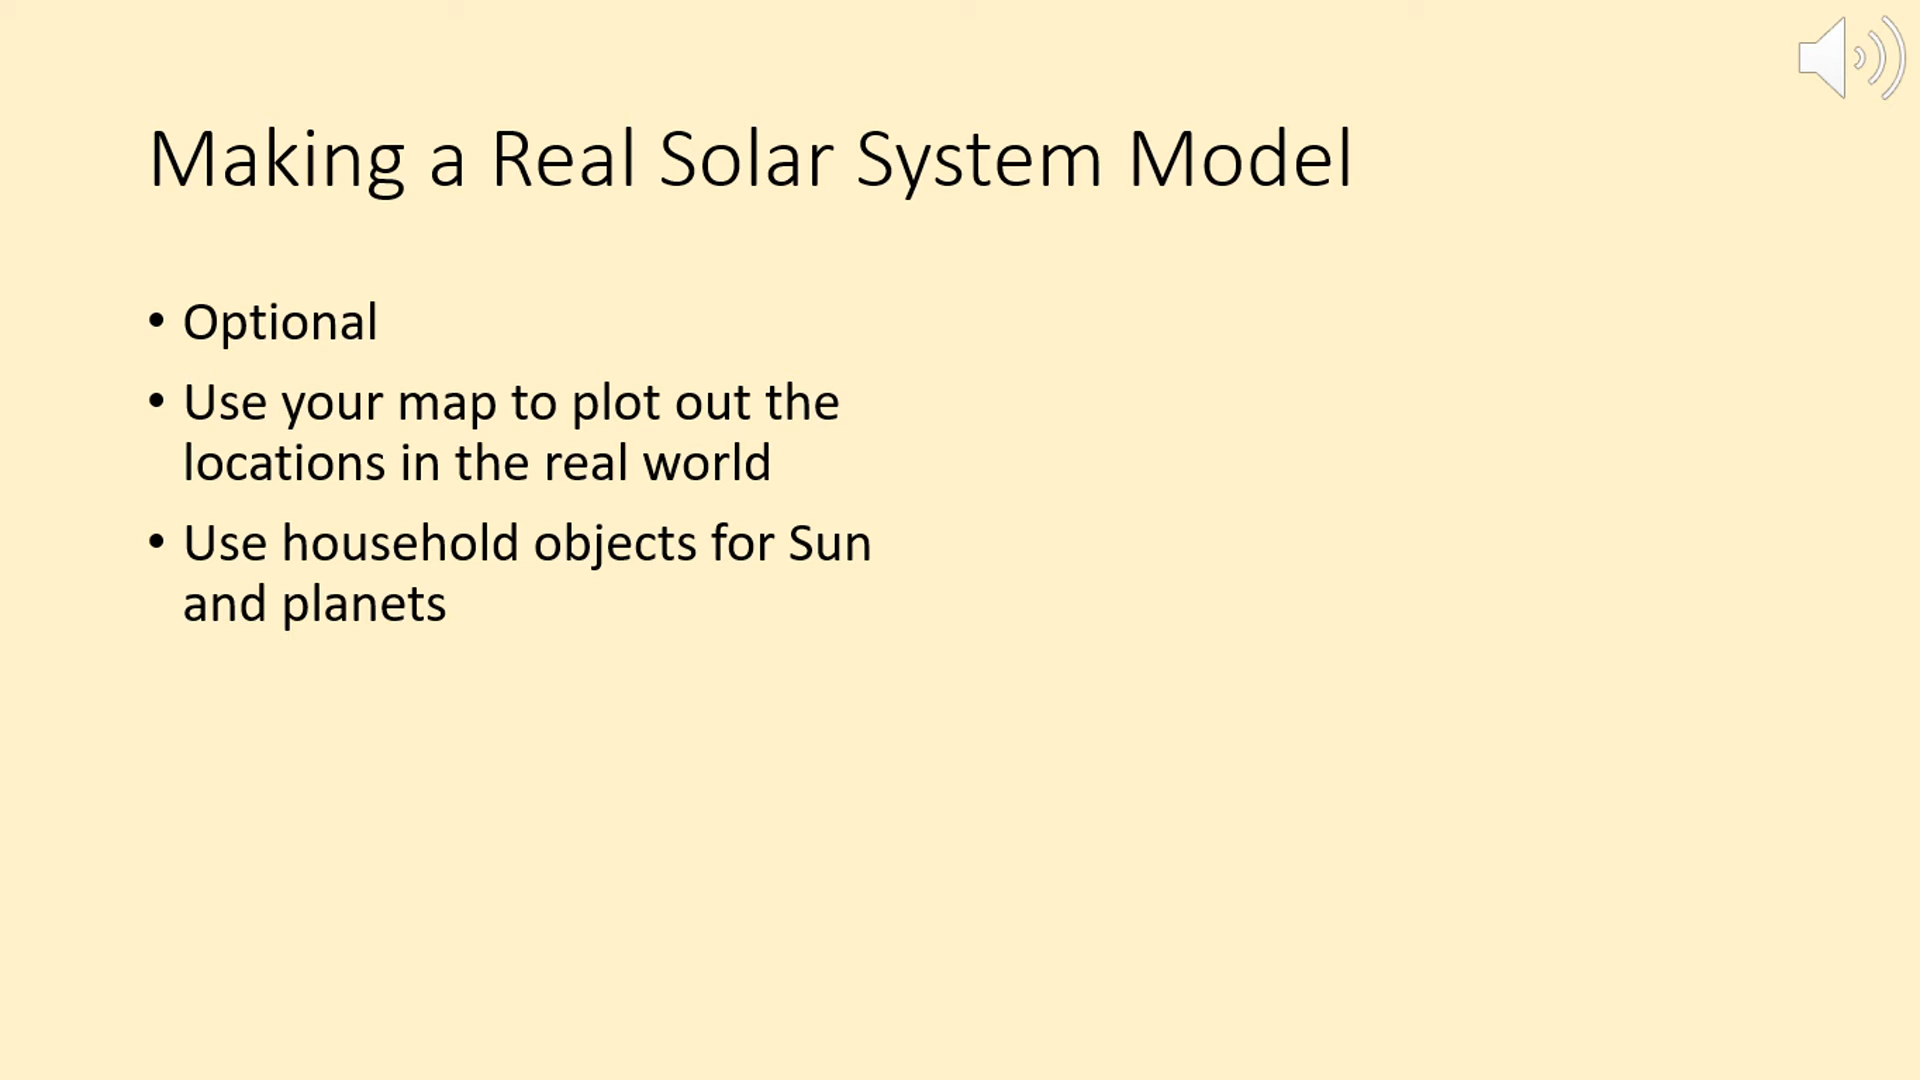 Making a Real Solar System Model
• Optional
• Use your map to plot out the
locations in the real world
• Use household objects for Sun
and planets